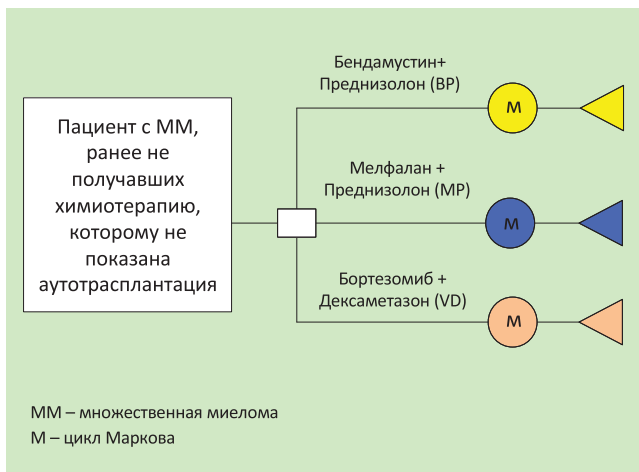 Пациент с ММ,
ранее не
получавших
химиотерапию,
которому не
показана
аутотрасплантация
Бендамустин+
Преднизолон (BP)
М
Мелфалан +
Преднизолон (MP)
М
Бортезомиб +
Дексаметазон (VD)
М
ММ – множественная миелома
М – цикл Маркова